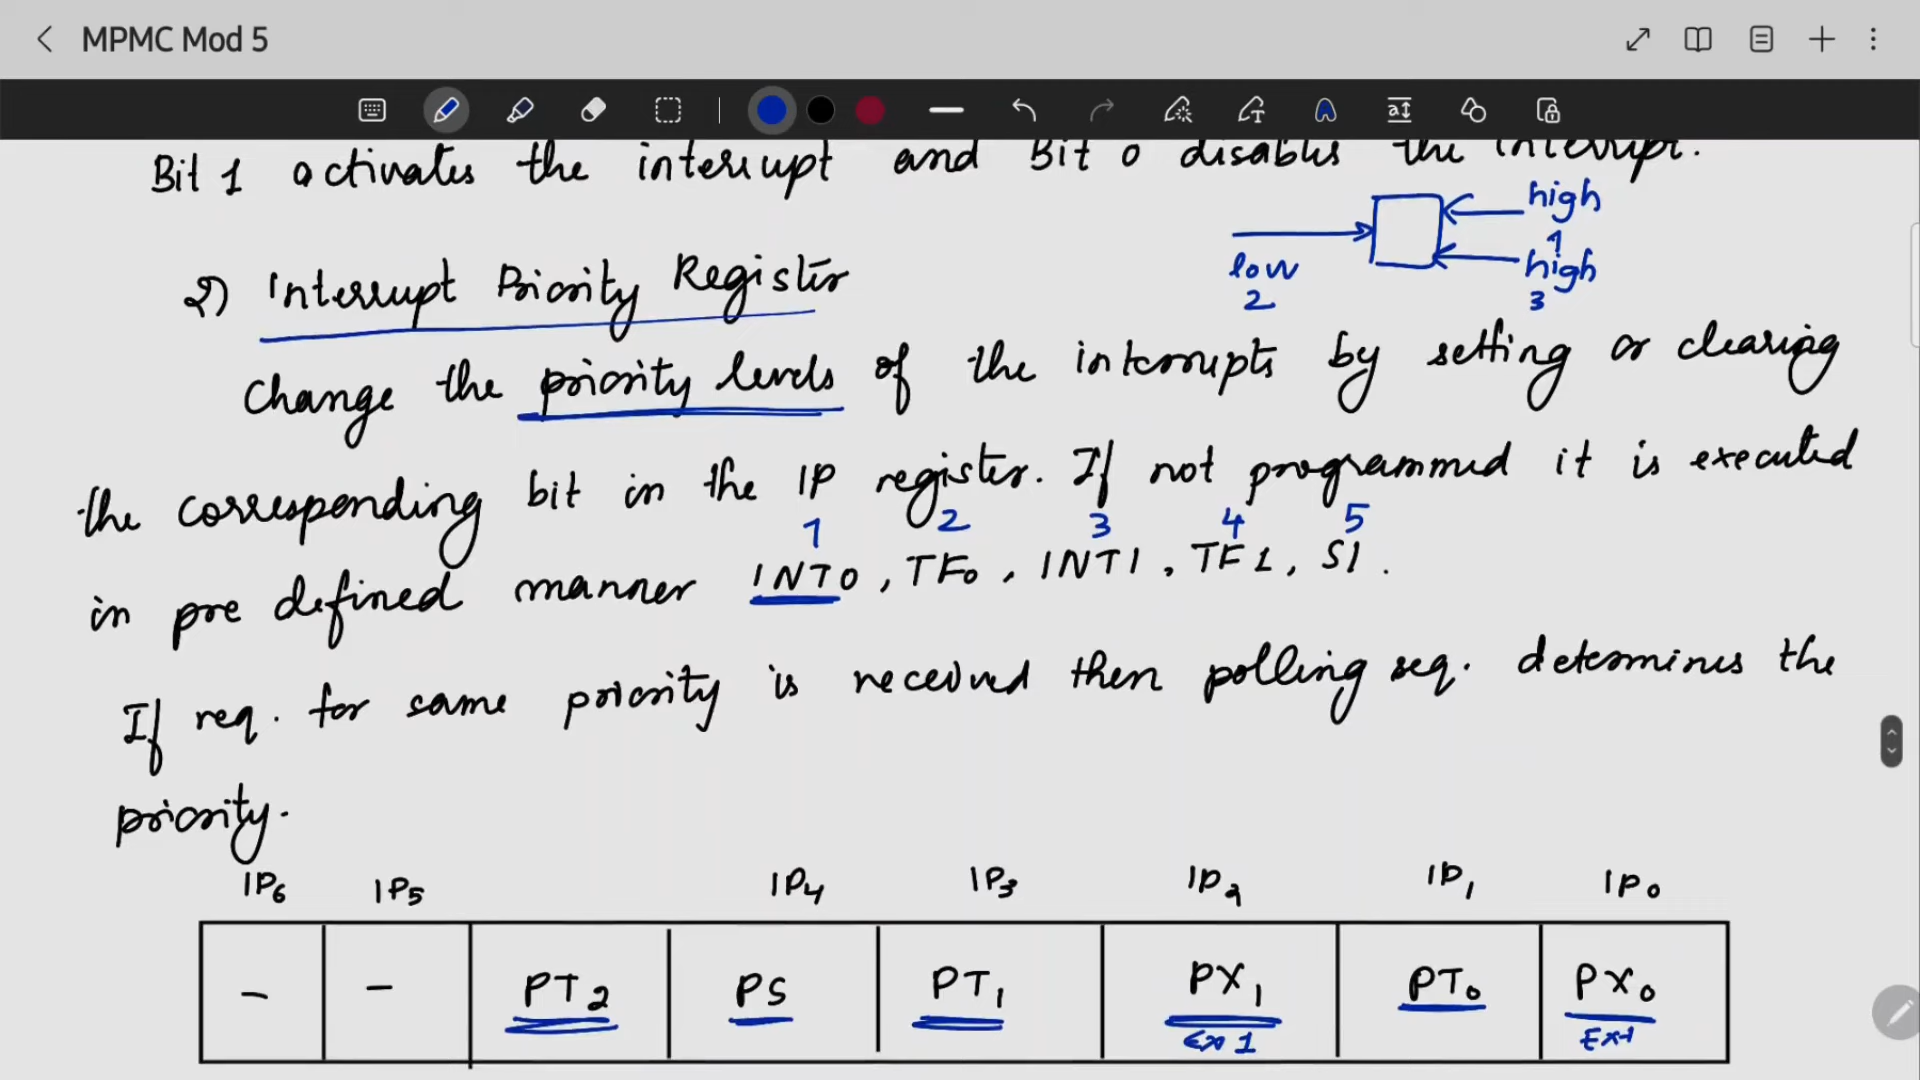 MPMC Mod 5
Bit 1 activates the interrupt and Bit 0 disables the interrupt.
high
1
low
2
high
3
2) Interrupt Priority Register
Change the priority levels of the interrupts by setting or clearing
the corresponding bit in the IP register. If not programmed it is executed
1 2 3 4 5
in pre defined manner INT0, TF0, INT1, TF1, SI.
If req. for same priority is received then polling seq. determines the
priority.
IP6 IP5 IP4 IP3 IP2 IP1 IP0
- - PT2 PS PT1 PX1 PT0 PX0
Ex 1 Ext